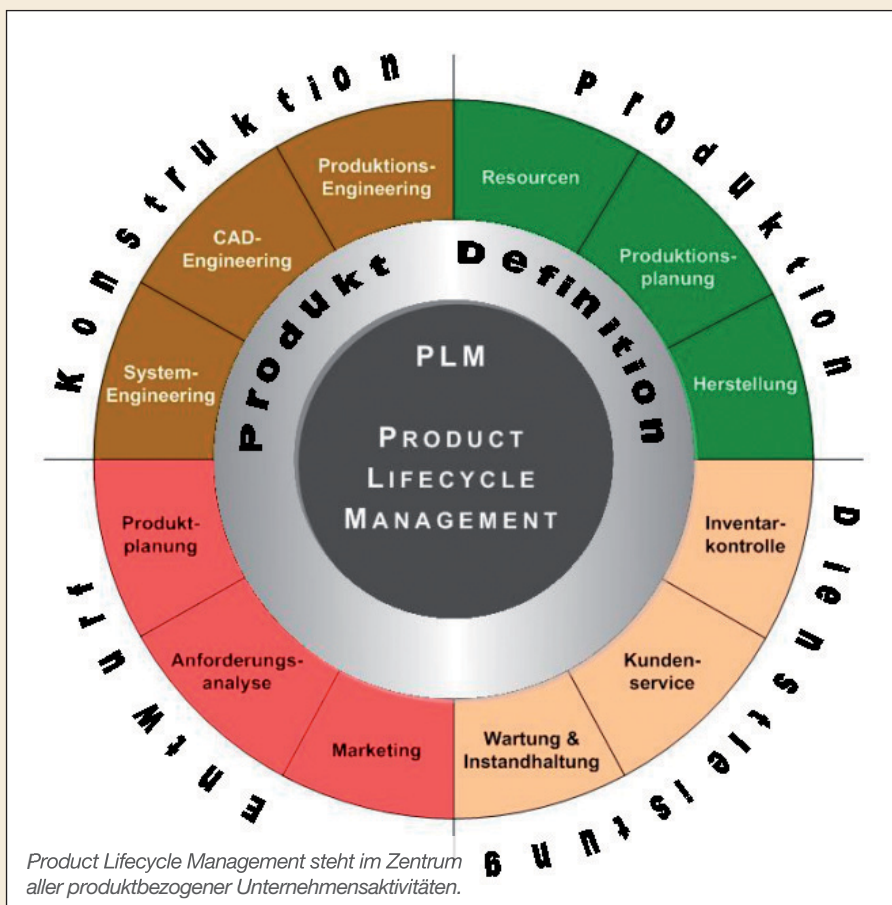 Konstruktion
Produktion
Produktions-
Engineering
Resourcen
CAD-
Engineering
Produktions-
planung
System-
Engineering
Herstellung
Produkt Definition
PLM
PRODUCT
LIFECYCLE
MANAGEMENT
Produkt-
planung
Inventar-
kontrolle
Anforderungs-
analyse
Kunden-
service
Marketing
Wartung &
Instandhaltung
Entwurf
Dienstleistung
Product Lifecycle Management steht im Zentrum
aller produktbezogener Unternehmensaktivitäten.